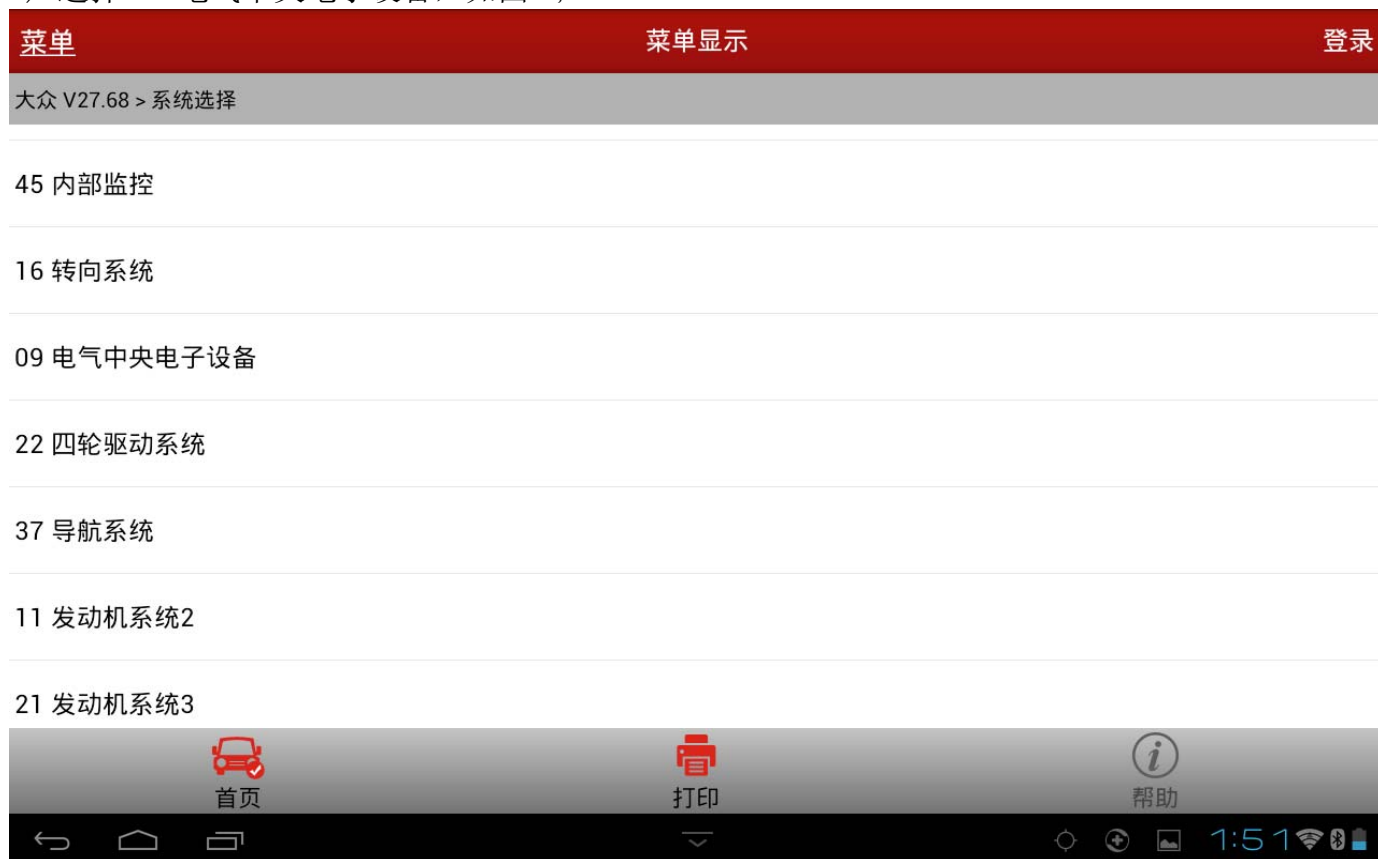 菜单 菜单显示 登录
大众 V27.68 > 系统选择
45 内部监控
16 转向系统
09 电气中央电子设备
22 四轮驱动系统
37 导航系统
11 发动机系统2
21 发动机系统3
首页 打印 帮助
1:51